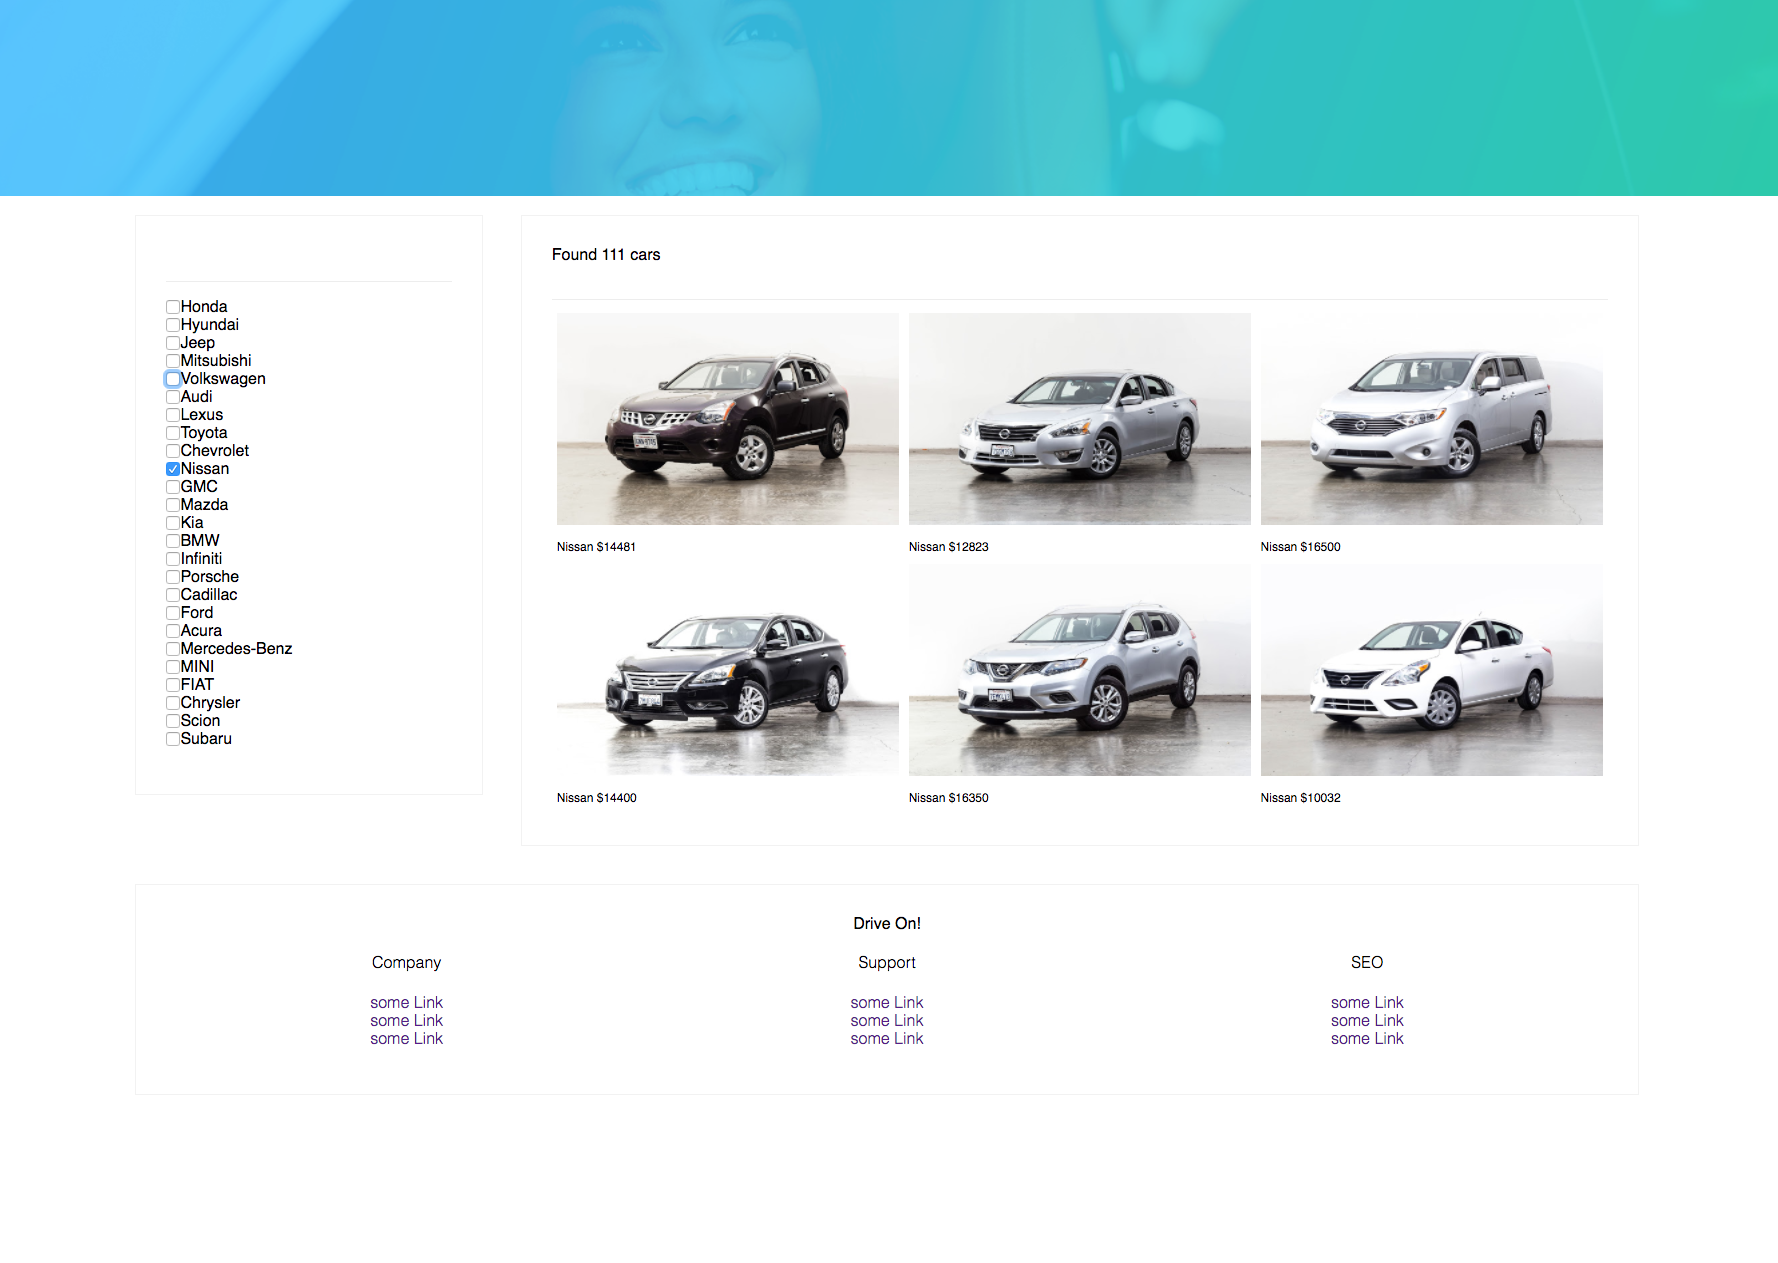 Found 111 cars
Honda
Hyundai
Jeep
Mitsubishi
Volkswagen
Audi
Lexus
Toyota
Chevrolet
Nissan
GMC
Mazda
Kia
BMW
Infiniti
Porsche
Cadillac
Ford
Acura
Mercedes-Benz
MINI
FIAT
Chrysler
Scion
Subaru
Nissan $14481
Nissan $12823
Nissan $16500
Nissan $14400
Nissan $16350
Nissan $10032
Drive On!
Company
Support
SEO
some Link
some Link
some Link
some Link
some Link
some Link
some Link
some Link
some Link